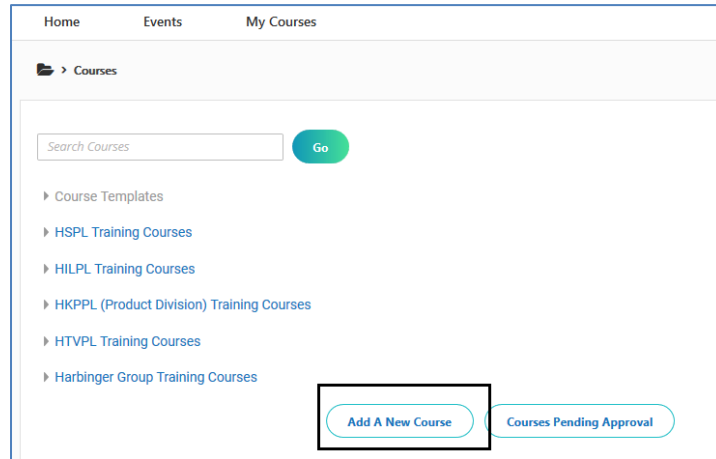 Home Events My Courses
> Courses
Search Courses Go
Course Templates
HSPL Training Courses
HILPL Training Courses
HKPPL (Product Division) Training Courses
HTVPL Training Courses
Harbinger Group Training Courses
Add A New Course Courses Pending Approval